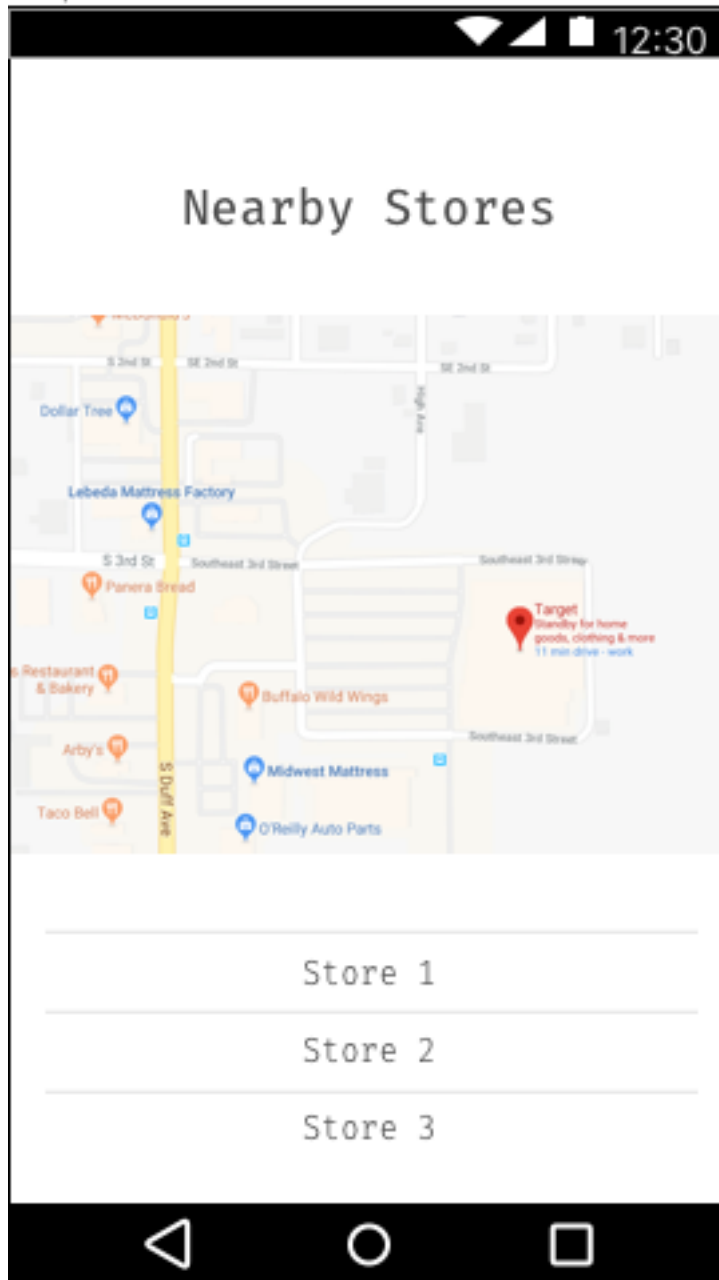 12:30
Nearby Stores
McDonald's
S 2nd St
SE 2nd St
SE 2nd St
High Ave
Dollar Tree
Lebeda Mattress Factory
S 3rd St
Southeast 3rd Street
Southeast 3rd Street
Panera Bread
Target
Standby for home
goods, clothing & more
11 min drive - work
s Restaurant
& Bakery
Buffalo Wild Wings
Southeast 3rd Street
Arby's
Midwest Mattress
S Duff Ave
Taco Bell
O'Reilly Auto Parts
Store 1
Store 2
Store 3